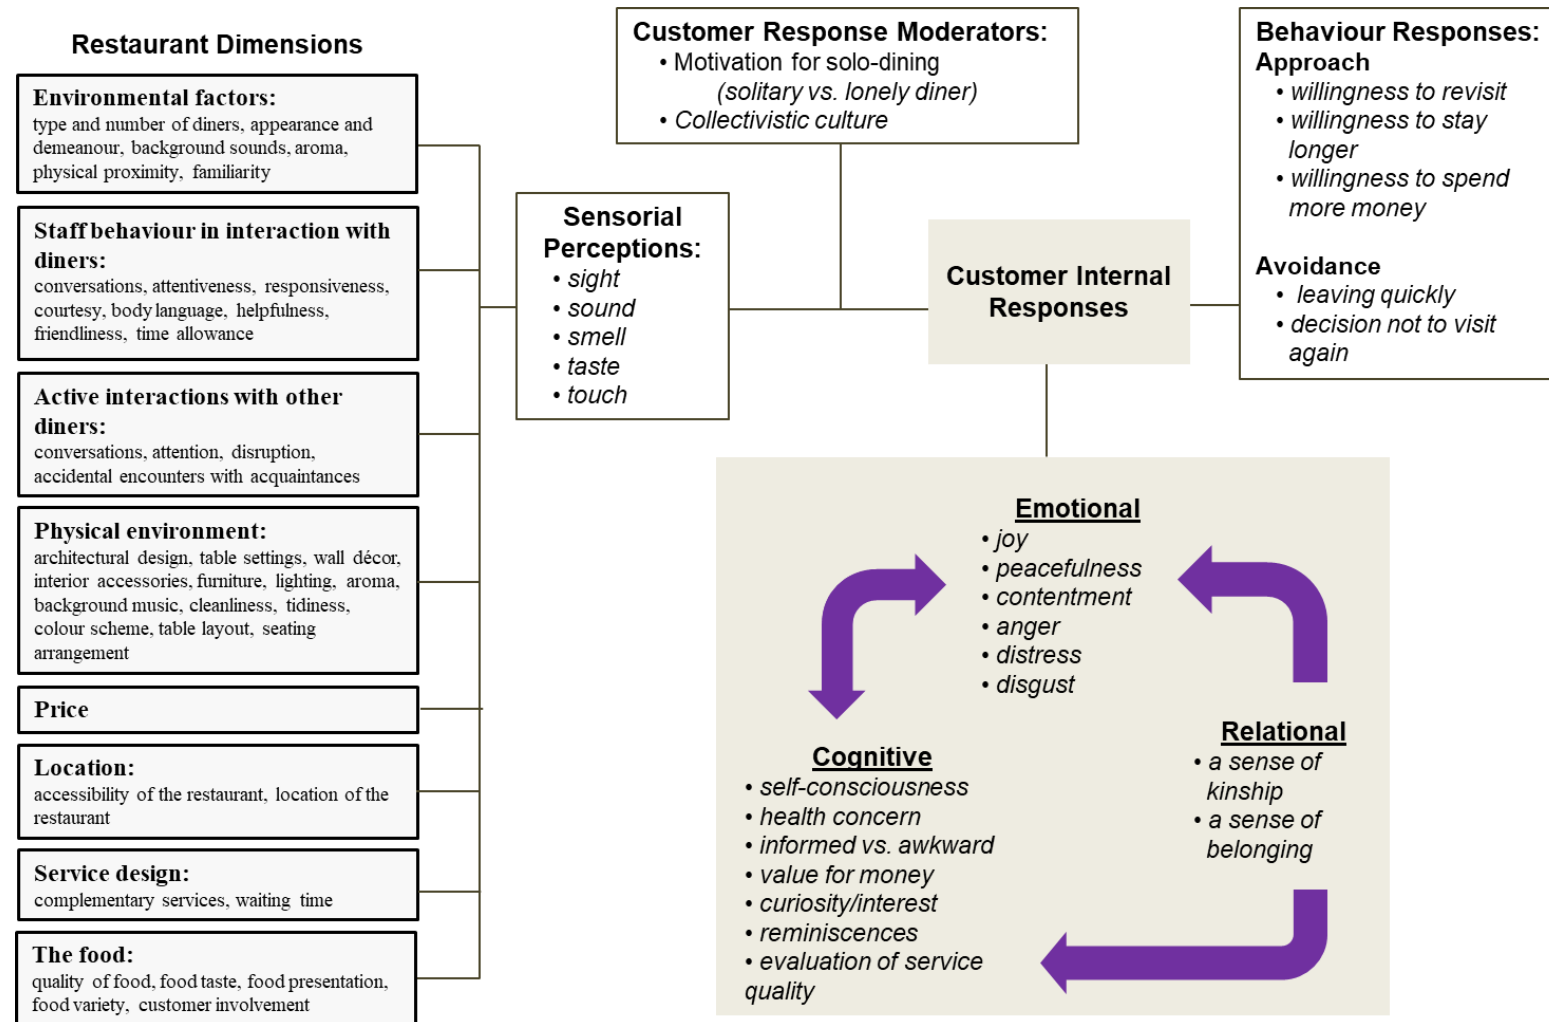 Restaurant Dimensions
Environmental factors:
type and number of diners, appearance and
demeanour, background sounds, aroma,
physical proximity, familiarity
Staff behaviour in interaction with
diners:
conversations, attentiveness, responsiveness,
courtesy, body language, helpfulness,
friendliness, time allowance
Active interactions with other
diners:
conversations, attention, disruption,
accidental encounters with acquaintances
Physical environment:
architectural design, table settings, wall décor,
interior accessories, furniture, lighting, aroma,
background music, cleanliness, tidiness,
colour scheme, table layout, seating
arrangement
Price
Location:
accessibility of the restaurant, location of the
restaurant
Service design:
complementary services, waiting time
The food:
quality of food, food taste, food presentation,
food variety, customer involvement
Sensorial
Perceptions:
• sight
• sound
• smell
• taste
• touch
Customer Response Moderators:
• Motivation for solo-dining
(solitary vs. lonely diner)
• Collectivistic culture
Customer Internal
Responses
Behaviour Responses:
Approach
• willingness to revisit
• willingness to stay
longer
• willingness to spend
more money
Avoidance
• leaving quickly
• decision not to visit
again
Emotional
• joy
• peacefulness
• contentment
• anger
• distress
• disgust
Cognitive
• self-consciousness
• health concern
• informed vs. awkward
• value for money
• curiosity/interest
• reminiscences
• evaluation of service
quality
Relational
• a sense of
kinship
• a sense of
belonging